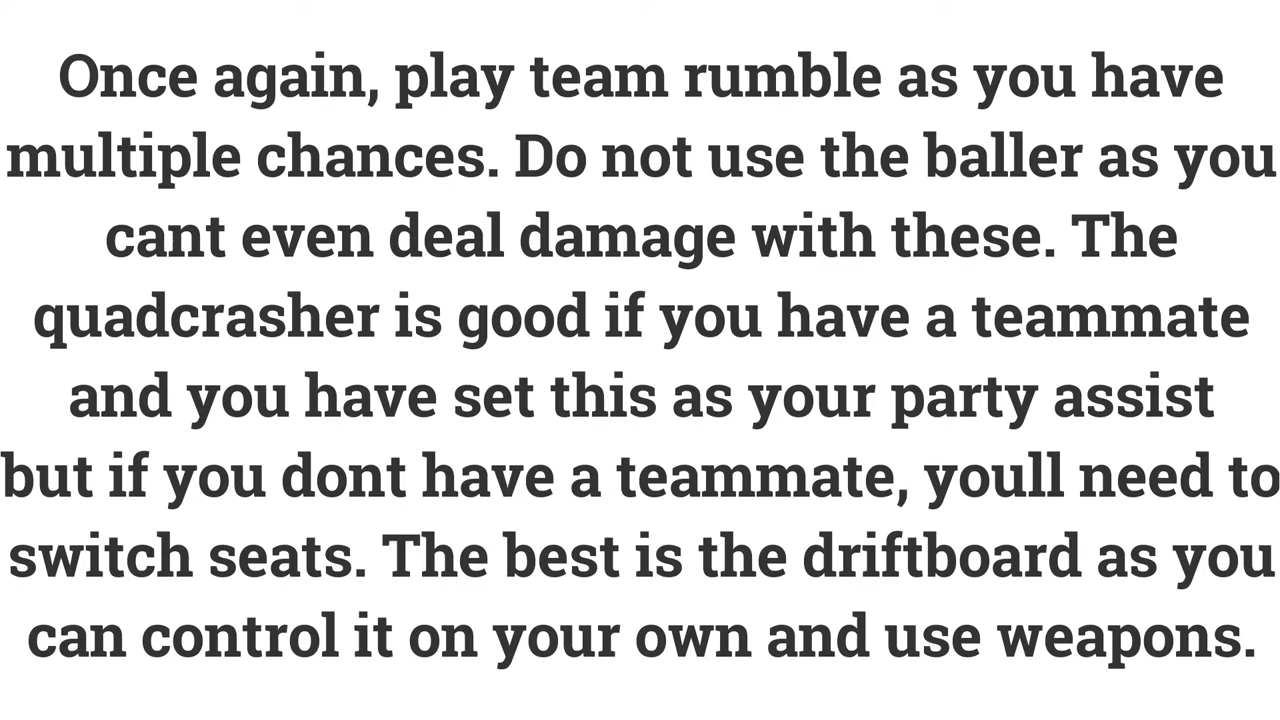 Once again, play team rumble as you have
multiple chances. Do not use the baller as you
cant even deal damage with these. The
quadcrasher is good if you have a teammate
and you have set this as your party assist
but if you dont have a teammate, youll need to
switch seats. The best is the driftboard as you
can control it on your own and use weapons.